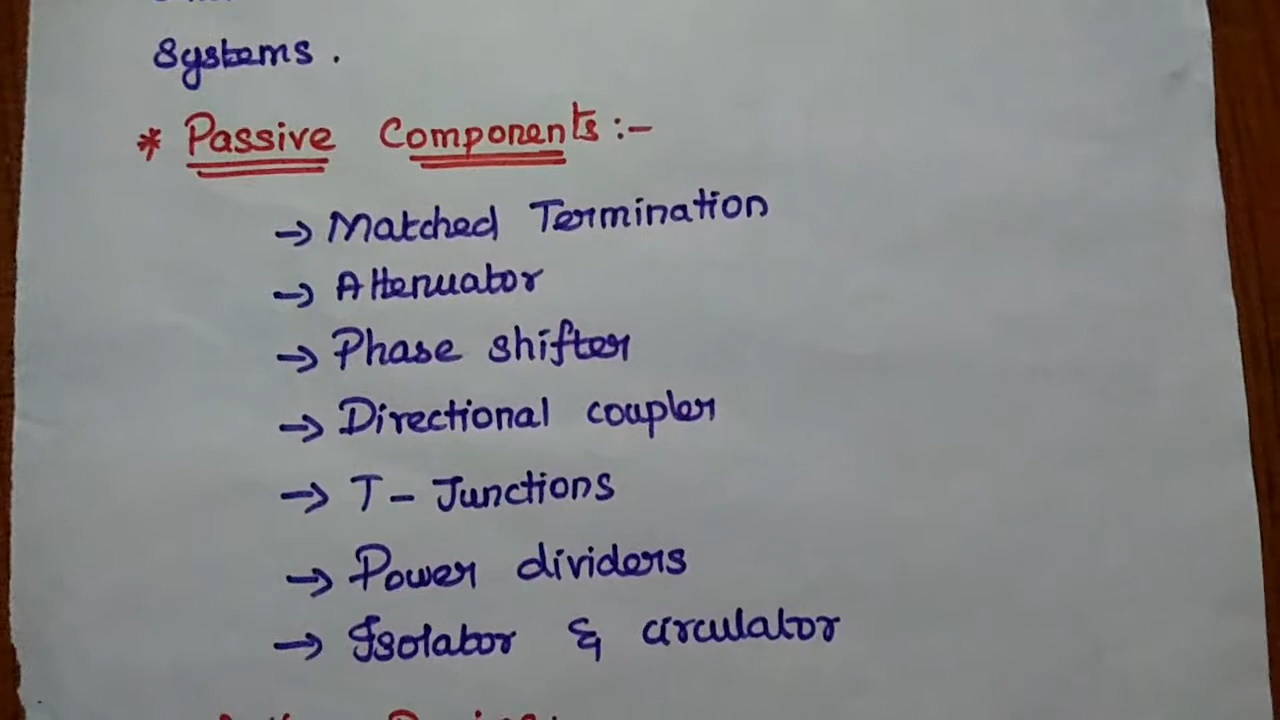 Systems.
* Passive Components:-
→ Matched Termination
→ Attenuator
→ Phase shifter
→ Directional coupler
→ T- Junctions
→ Power dividers
→ Isolator & circulator